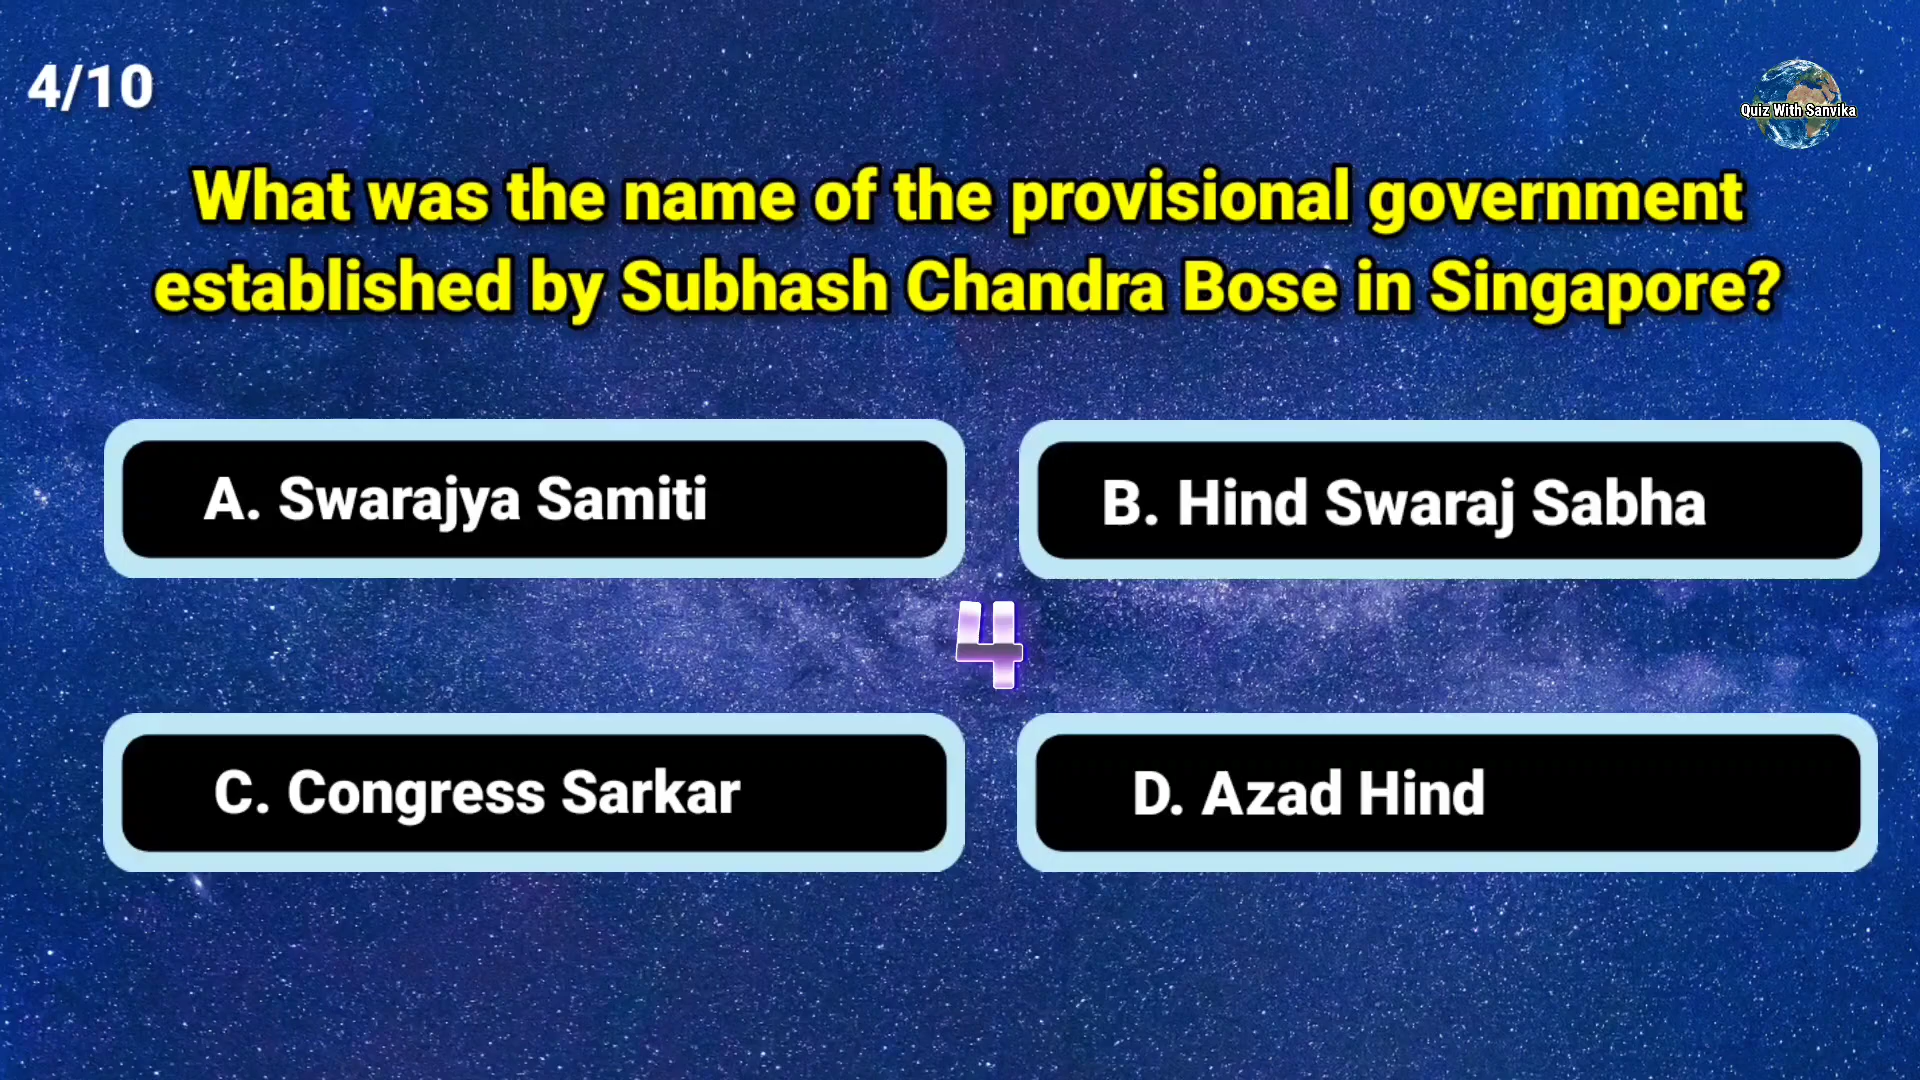 4/10
Quiz With Sanvika
What was the name of the provisional government
established by Subhash Chandra Bose in Singapore?
A. Swarajya Samiti
B. Hind Swaraj Sabha
4
C. Congress Sarkar
D. Azad Hind